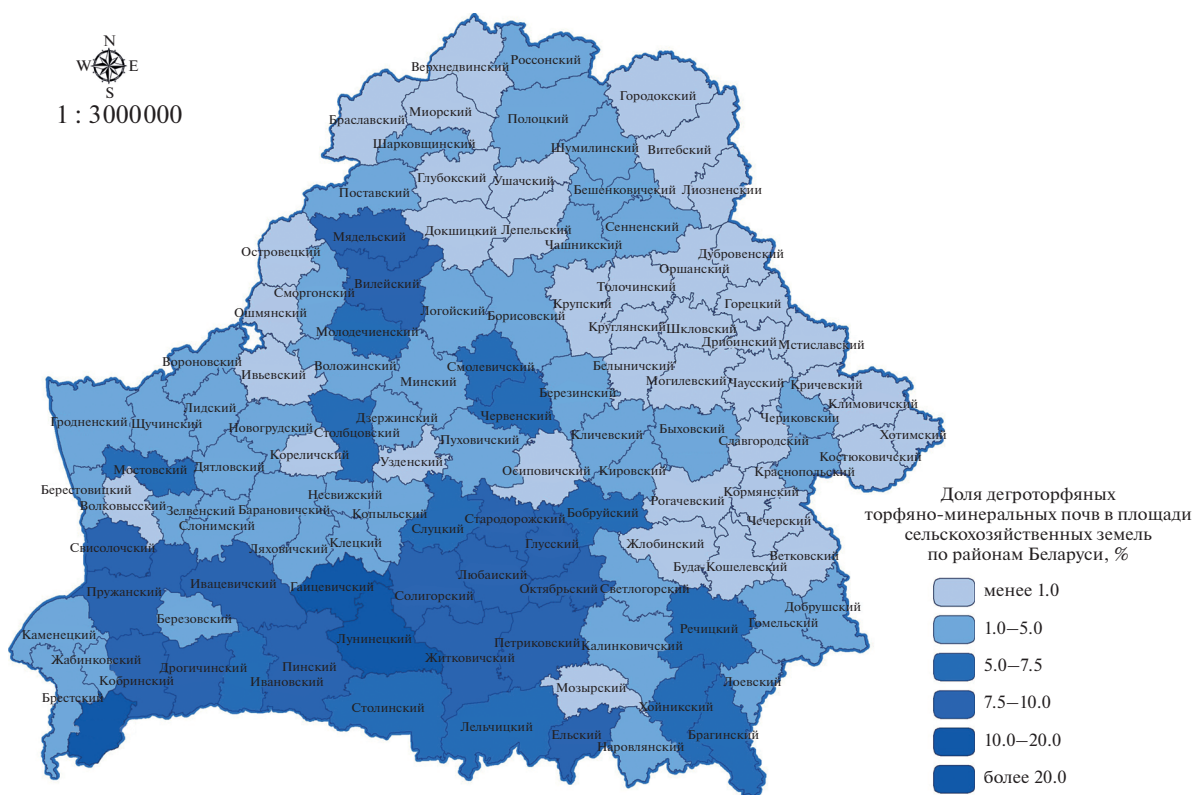 N
W E
S
1 : 3000000
Верхнедвинский
Россонский
Городокский
Миорский
Браславский
Полоцкий
Шарковщинский
Шумилинский
Витебский
Глубокский
Ушачский
Поставский
Бешенковичекий
Лиозненский
Докшицкий
Лепельский
Сенненский
Мядельский
Чашникский
Островецкий
Дубровенский
Оршанский
Вилейский
Толочинский
Сморгонский
Крупский
Горецкий
Ошмянский
Логойский
Борисовский
Молодечиенский
Круглянский
Шкловский
Дрибинский
Мстиславский
Вороновский
Ивьевский
Воложинский
Смолевичский
Белыничский
Минский
Могилевский
Чаусский
Кричевский
Березинский
Климовичский
Лидский
Гродненский
Щучинский
Новогрудский
Столбцовский
Дзержинский
Червенский
Чериковский
Кличевский
Быховский
Славгородский
Хотимский
Пуховичский
Кореличский
Узденский
Костюковичский
Мостовский
Дятловский
Осиповичский
Кировский
Краснопольский
Берестовицкий
Волковысский
Зелвенский
Слонимский
Барановичский
Несвижский
Копыльский
Рогачевский
Кормянский
Стародорожский
Бобруйский
Слуцкий
Чечерский
Свисолочский
Ляховичский
Клецкий
Глусский
Жлобинский
Ветковский
Буда
Кошелевский
Ивацевичский
Ганцевичский
Любанский
Пружанский
Солигорский
Октябрьский
Светлогорский
Березовский
Добрушский
Гомельский
Каменецкий
Лунинецкий
Речицкий
Петриковский
Калинковичский
Жабинковский
Дрогичинский
Пинский
Житковичский
Кобринский
Ивановский
Брестский
Мозырский
Лоевский
Столинский
Хойникский
Лельчицкий
Ельский
Брагинский
Наровлянский
Доля дегроторфяных
торфяно-минеральных почв в площади
сельскохозяйственных земель
по районам Беларуси, %
менее 1.0
1.0–5.0
5.0–7.5
7.5–10.0
10.0–20.0
более 20.0